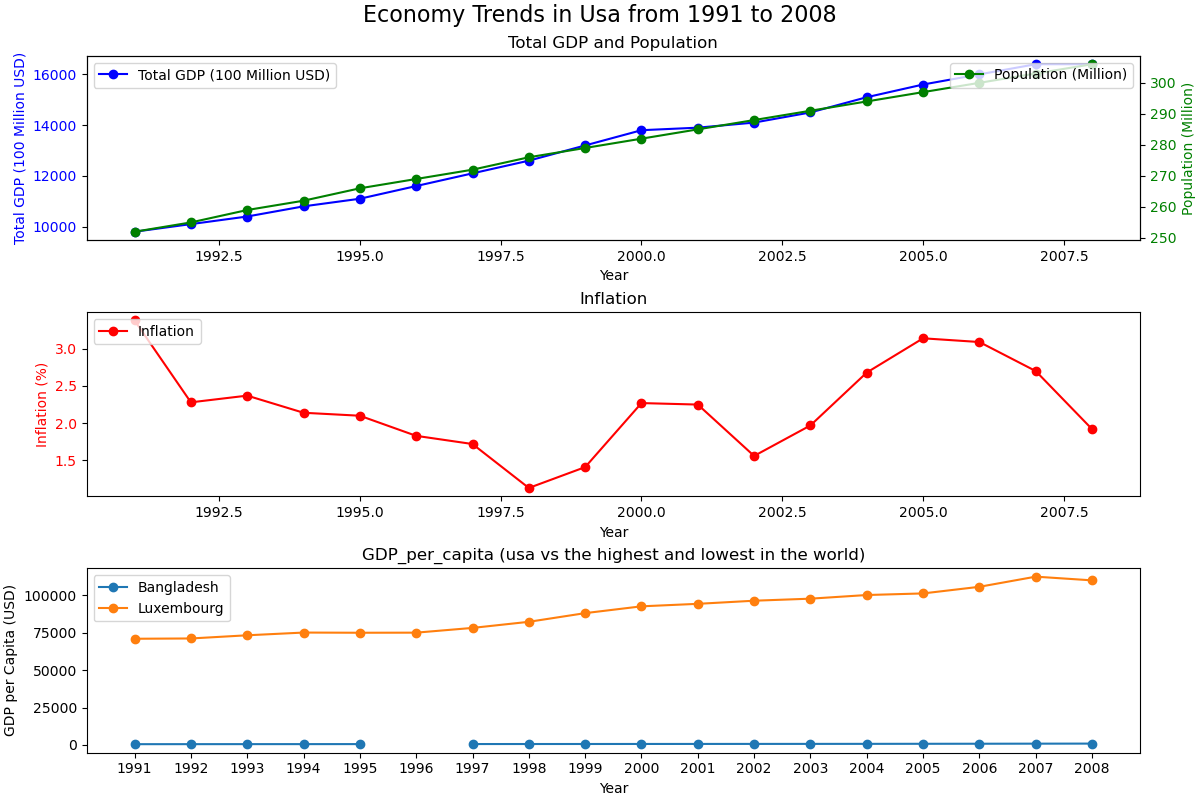 Economy Trends in Usa from 1991 to 2008
Total GDP and Population
Total GDP (100 Million USD)
Population (Million)
Total GDP (100 Million USD)
16000
14000
12000
10000
Population (Million)
300
290
280
270
260
250
1992.5 1995.0 1997.5 2000.0 2002.5 2005.0 2007.5
Year
Inflation
Inflation
Inflation (%)
3.0
2.5
2.0
1.5
1992.5 1995.0 1997.5 2000.0 2002.5 2005.0 2007.5
Year
GDP_per_capita (usa vs the highest and lowest in the world)
Bangladesh
Luxembourg
GDP per Capita (USD)
100000
75000
50000
25000
0
1991 1992 1993 1994 1995 1996 1997 1998 1999 2000 2001 2002 2003 2004 2005 2006 2007 2008
Year